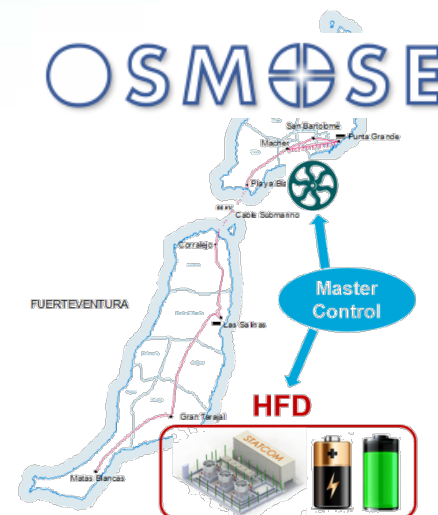 OSMOSE
San Bartolomé
Punta Grande
Macher
Playa Bl
Cable Submarino
Corralejo
Master
Control
FUERTEVENTURA
Las Salinas
HFD
Gran Tarajal
STATCOM
Matas Blancas